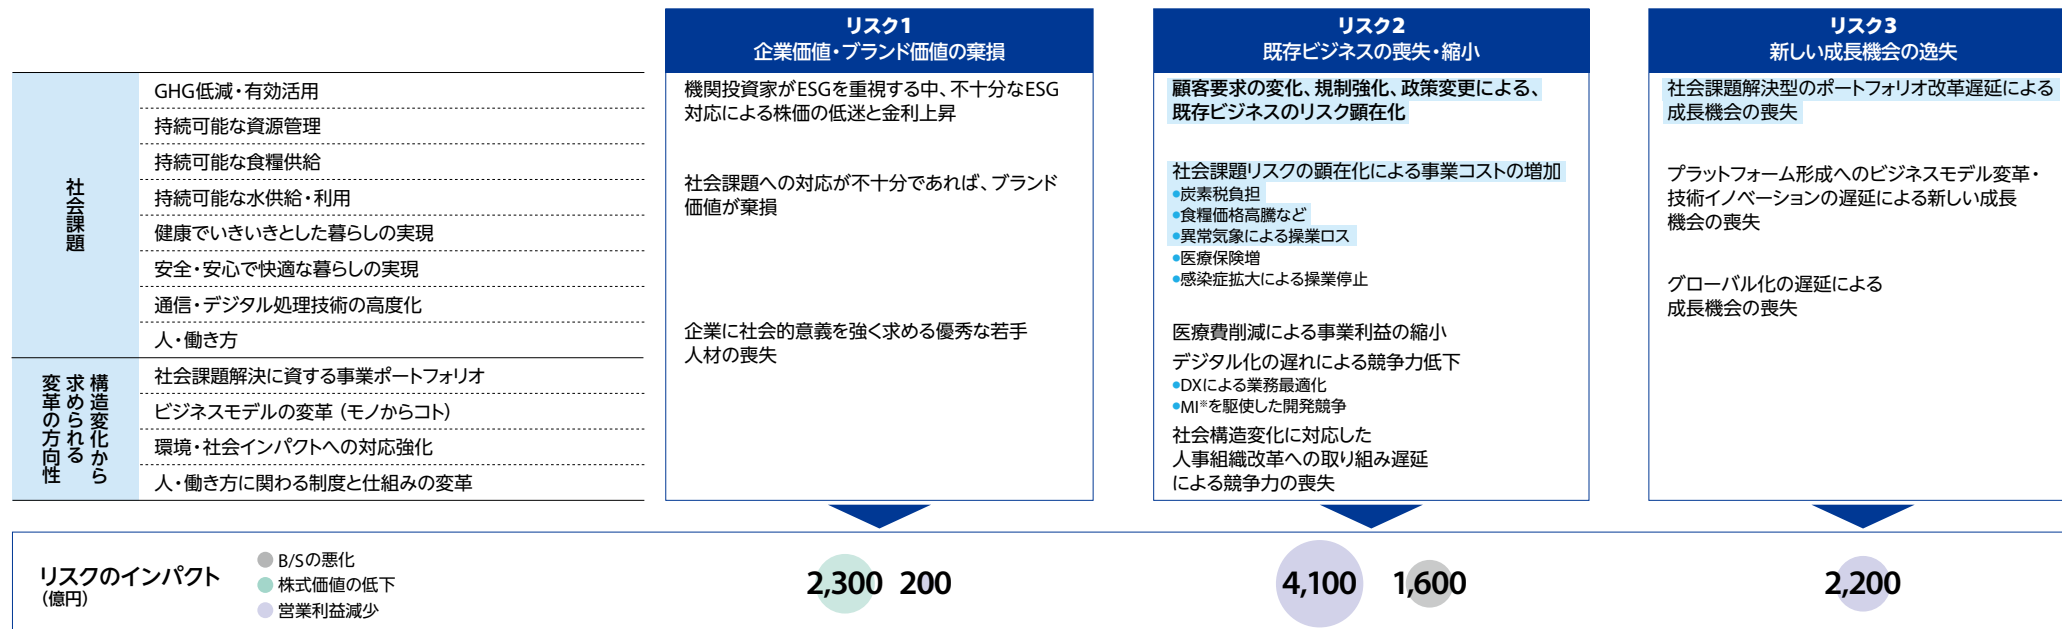 リスク1
企業価値・ブランド価値の棄損
リスク2
既存ビジネスの喪失・縮小
リスク3
新しい成長機会の逸失
社会課題
GHG低減・有効活用
持続可能な資源管理
持続可能な食糧供給
持続可能な水供給・利用
健康でいきいきとした暮らしの実現
安全・安心で快適な暮らしの実現
通信・デジタル処理技術の高度化
人・働き方
構造変化から
求められる
変革の方向性
社会課題解決に資する事業ポートフォリオ
ビジネスモデルの変革（モノからコト）
環境・社会インパクトへの対応強化
人・働き方に関わる制度と仕組みの変革
機関投資家がESGを重視する中、不十分なESG
対応による株価の低迷と金利上昇
社会課題への対応が不十分であれば、ブランド
価値が棄損
企業に社会的意義を強く求める優秀な若手
人材の喪失
顧客要求の変化、規制強化、政策変更による、
既存ビジネスのリスク顕在化
社会課題リスクの顕在化による事業コストの増加
●炭素税負担
●食糧価格高騰など
●異常気象による操業ロス
●医療保険増
●感染症拡大による操業停止
医療費削減による事業利益の縮小
デジタル化の遅れによる競争力低下
●DXによる業務最適化
●MI※を駆使した開発競争
社会構造変化に対応した
人事組織改革への取り組み遅延
による競争力の喪失
社会課題解決型のポートフォリオ改革遅延による
成長機会の喪失
プラットフォーム形成へのビジネスモデル変革・
技術イノベーションの遅延による新しい成長
機会の喪失
グローバル化の遅延による
成長機会の喪失
リスクのインパクト
（億円）
B/Sの悪化
株式価値の低下
営業利益減少
2,300 200
4,100 1,600
2,200